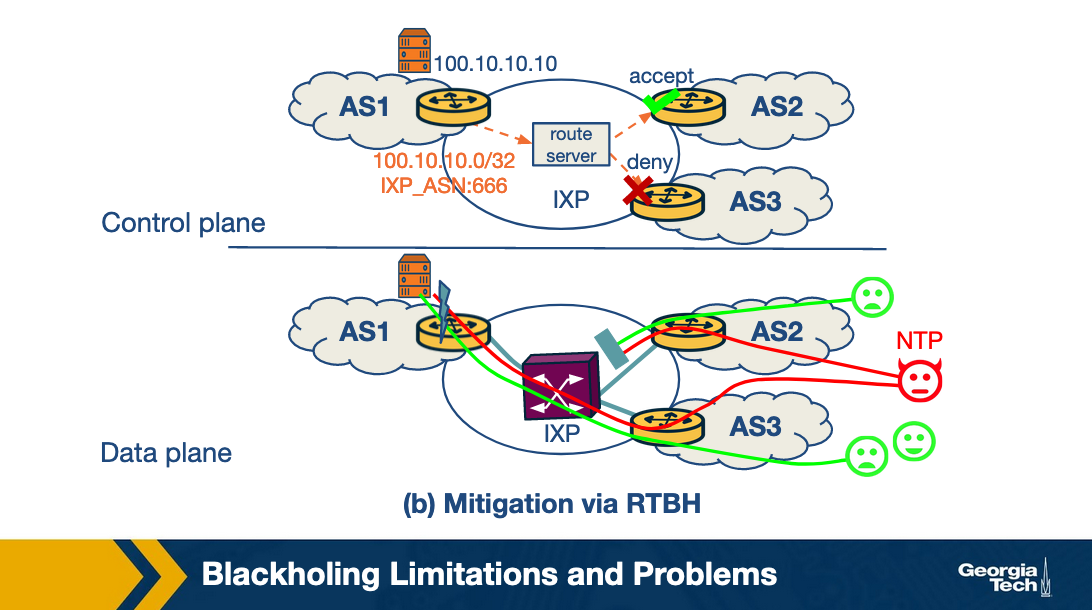 100.10.10.10
accept
AS1
AS2
route
server
100.10.10.0/32
IXP_ASN:666
deny
IXP
AS3
Control plane
AS1
AS2
NTP
IXP
AS3
Data plane
(b) Mitigation via RTBH
Blackholing Limitations and Problems
Georgia
Tech